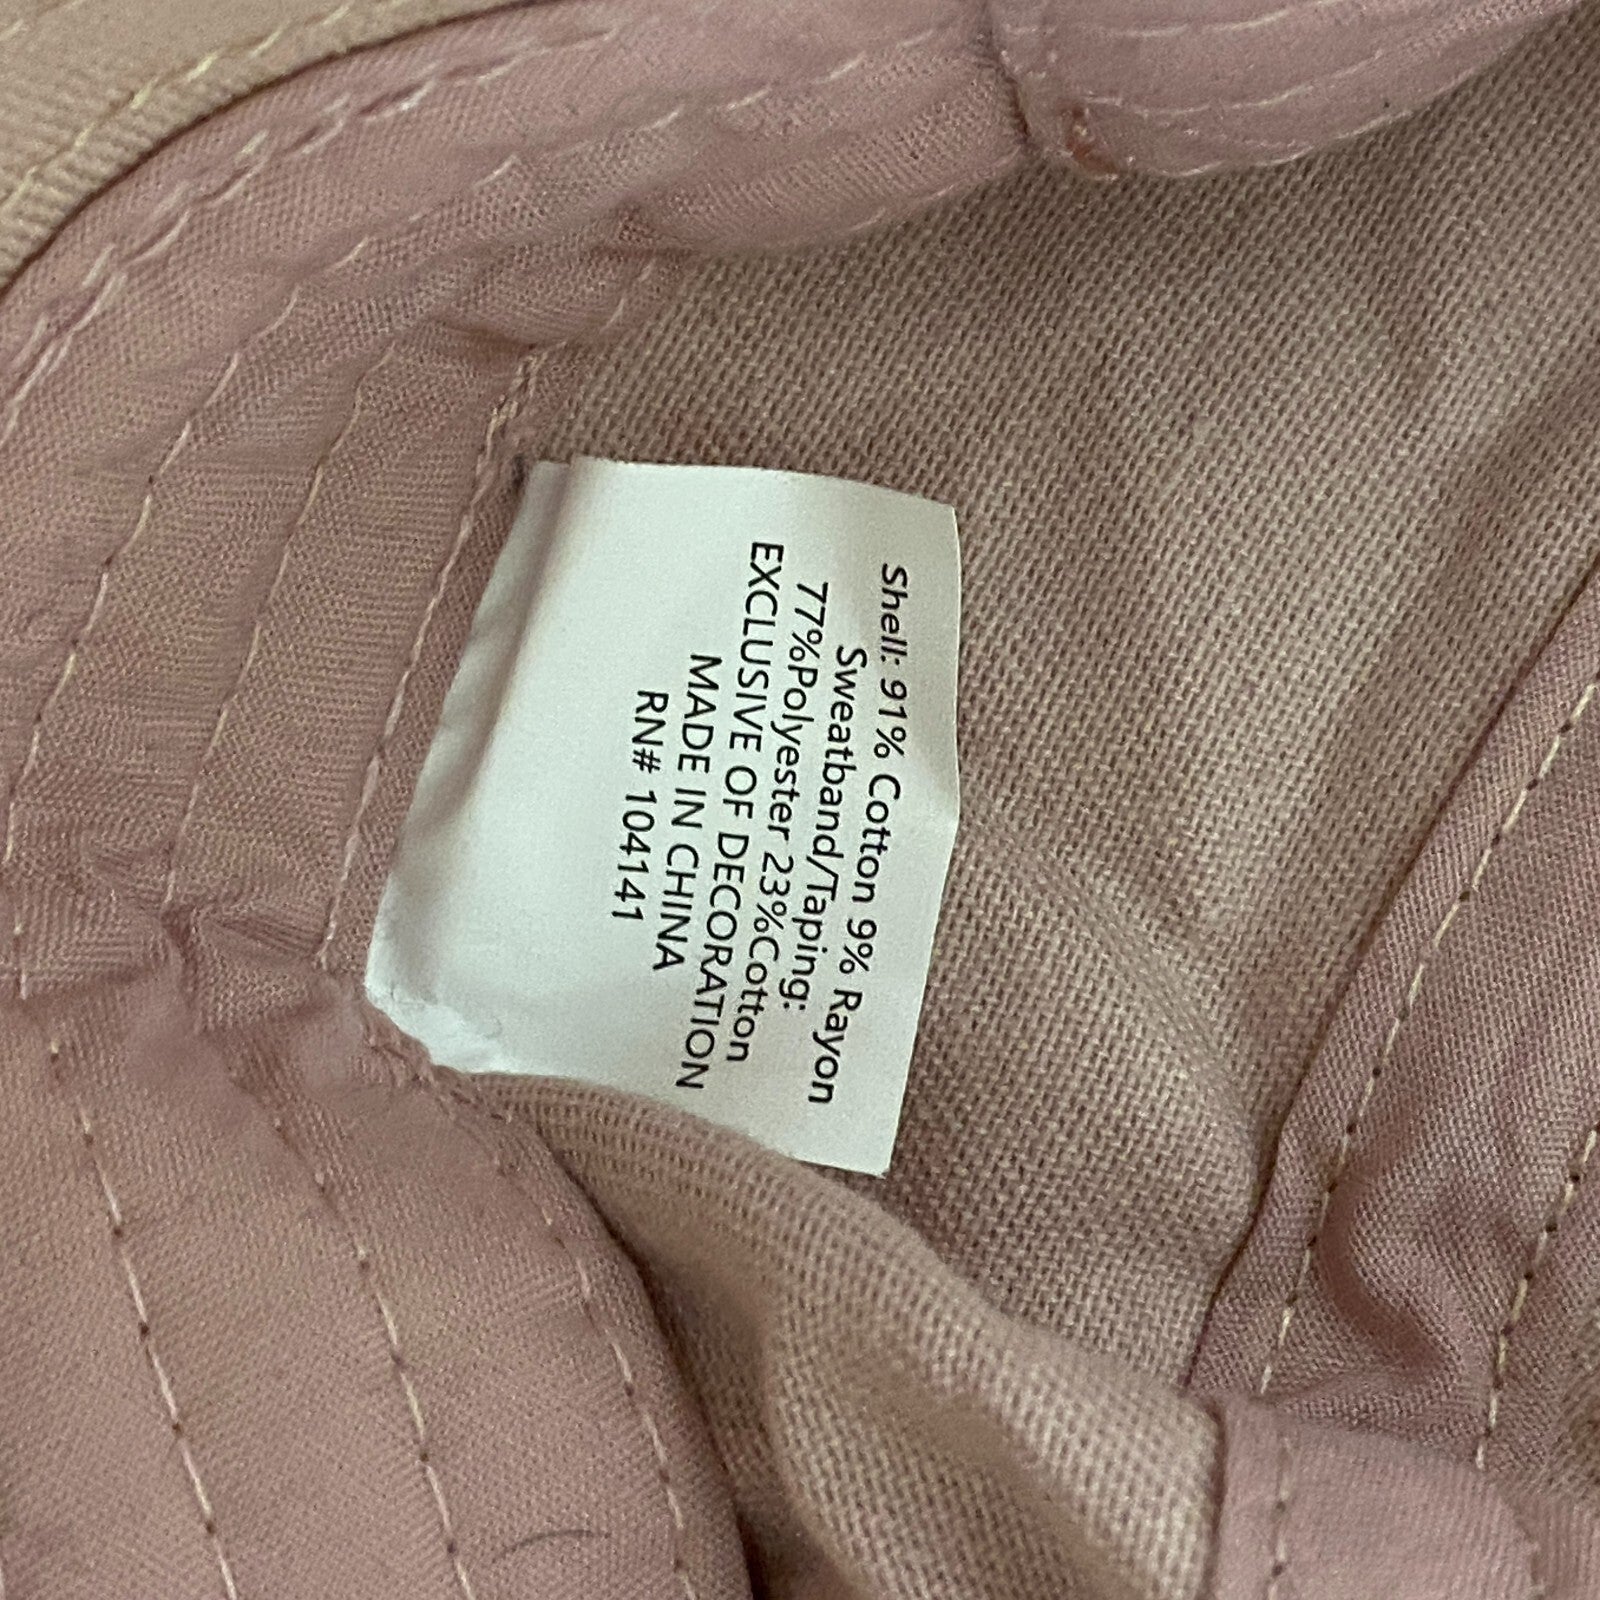 Shell: 91% Cotton 9% Rayon
Sweatband/Taping:
77%Polyester 23%Cotton
EXCLUSIVE OF DECORATION
MADE IN CHINA
RN# 104141